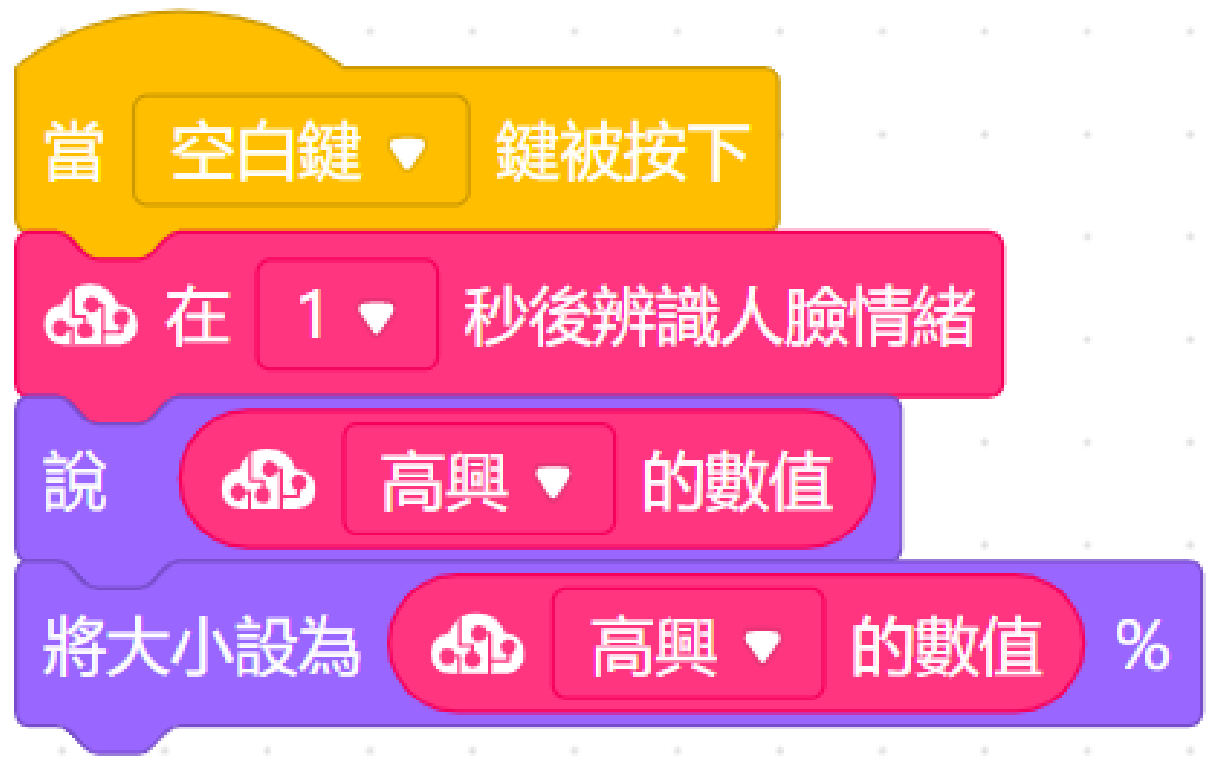 當 空白鍵 鍵被按下
在 1 秒後辨識人臉情緒
說 高興 的數值
將大小設為 高興 的數值 %